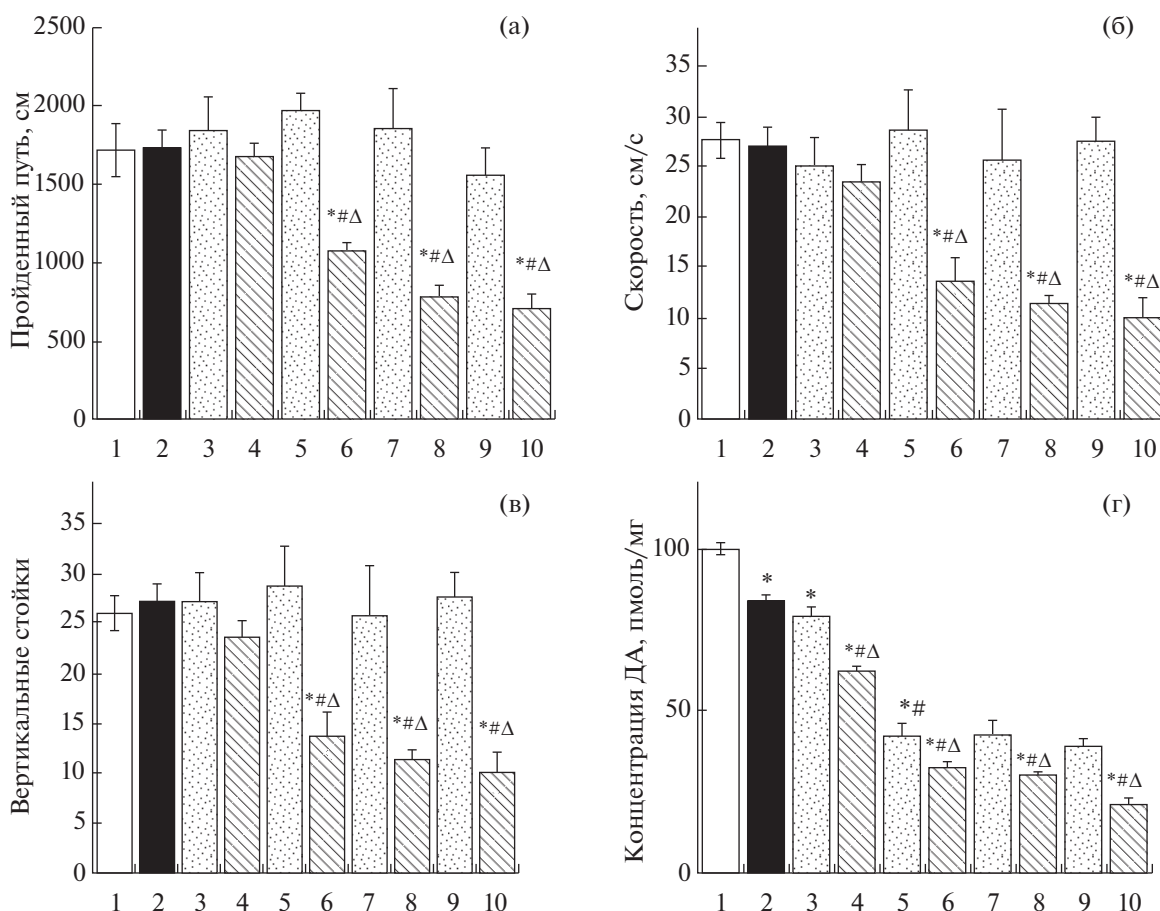 (а)
Пройденный путь, см
2500
2000
1500
1000
500
0
*#Δ
*#Δ
*#Δ
1 2 3 4 5 6 7 8 9 10
(б)
Скорость, см/с
35
30
25
20
15
10
5
0
*#Δ
*#Δ
*#Δ
1 2 3 4 5 6 7 8 9 10
(в)
Вертикальные стойки
35
30
25
20
15
10
5
0
*#Δ
*#Δ
*#Δ
1 2 3 4 5 6 7 8 9 10
(г)
Концентрация ДА, пмоль/мг
100
50
0
*
*
*#Δ
*#
*#Δ
*#Δ
*#Δ
1 2 3 4 5 6 7 8 9 10